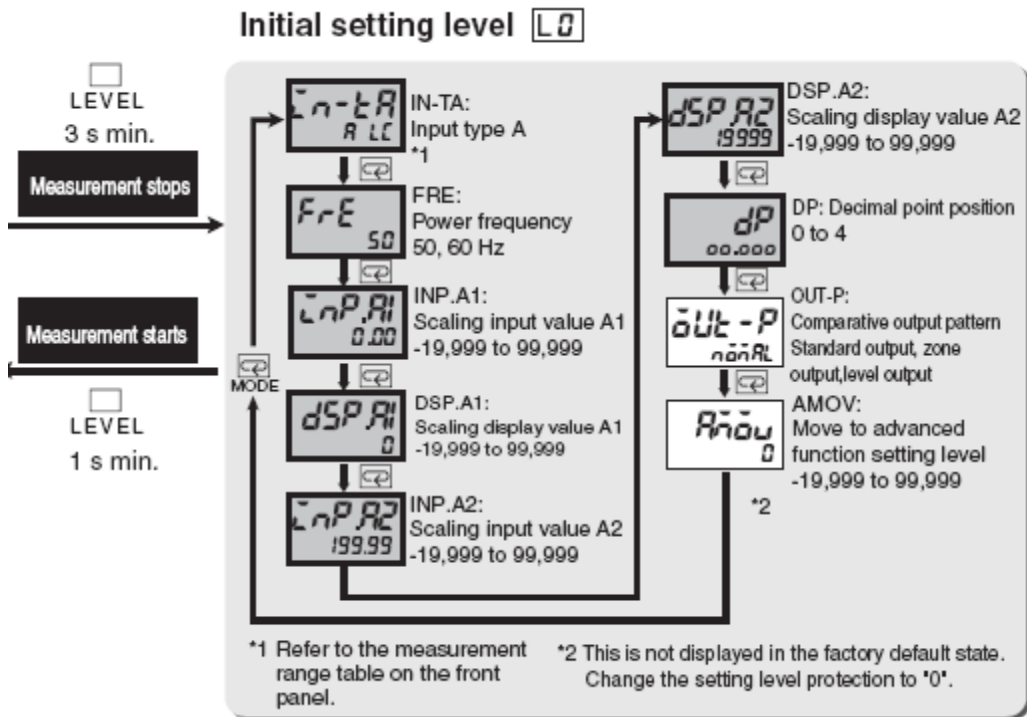 Initial setting level L0
LEVEL
3 s min.
Measurement stops
Measurement starts
LEVEL
1 s min.
MODE
in-tA
A LC
IN-TA:
Input type A
*1
FrE
50
FRE:
Power frequency
50, 60 Hz
inP.A1
0.00
INP.A1:
Scaling input value A1
-19,999 to 99,999
dSP.A1
0
DSP.A1:
Scaling display value A1
-19,999 to 99,999
inP.A2
199.99
INP.A2:
Scaling input value A2
-19,999 to 99,999
dSP.A2
19999
DSP.A2:
Scaling display value A2
-19,999 to 99,999
dP
00.000
DP: Decimal point position
0 to 4
oUt-P
noMAL
OUT-P:
Comparative output pattern
Standard output, zone
output,level output
AMov
0
AMOV:
Move to advanced
function setting level
-19,999 to 99,999
*2
*1 Refer to the measurement
range table on the front
panel.
*2 This is not displayed in the factory default state.
Change the setting level protection to "0".